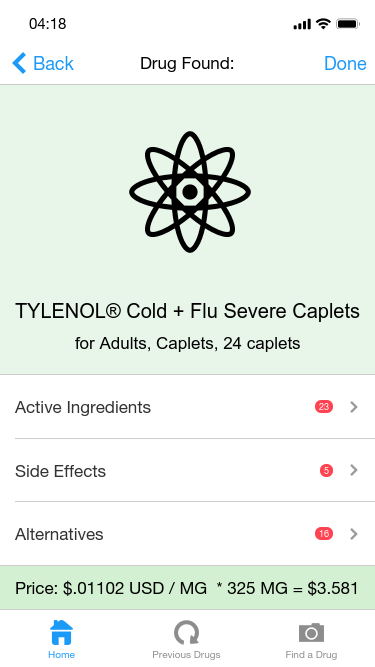 04:18
Back
Drug Found:
Done
TYLENOL® Cold + Flu Severe Caplets
for Adults, Caplets, 24 caplets
Active Ingredients
23
Side Effects
5
Alternatives
16
Price: $.01102 USD / MG * 325 MG = $3.581
Home
Previous Drugs
Find a Drug